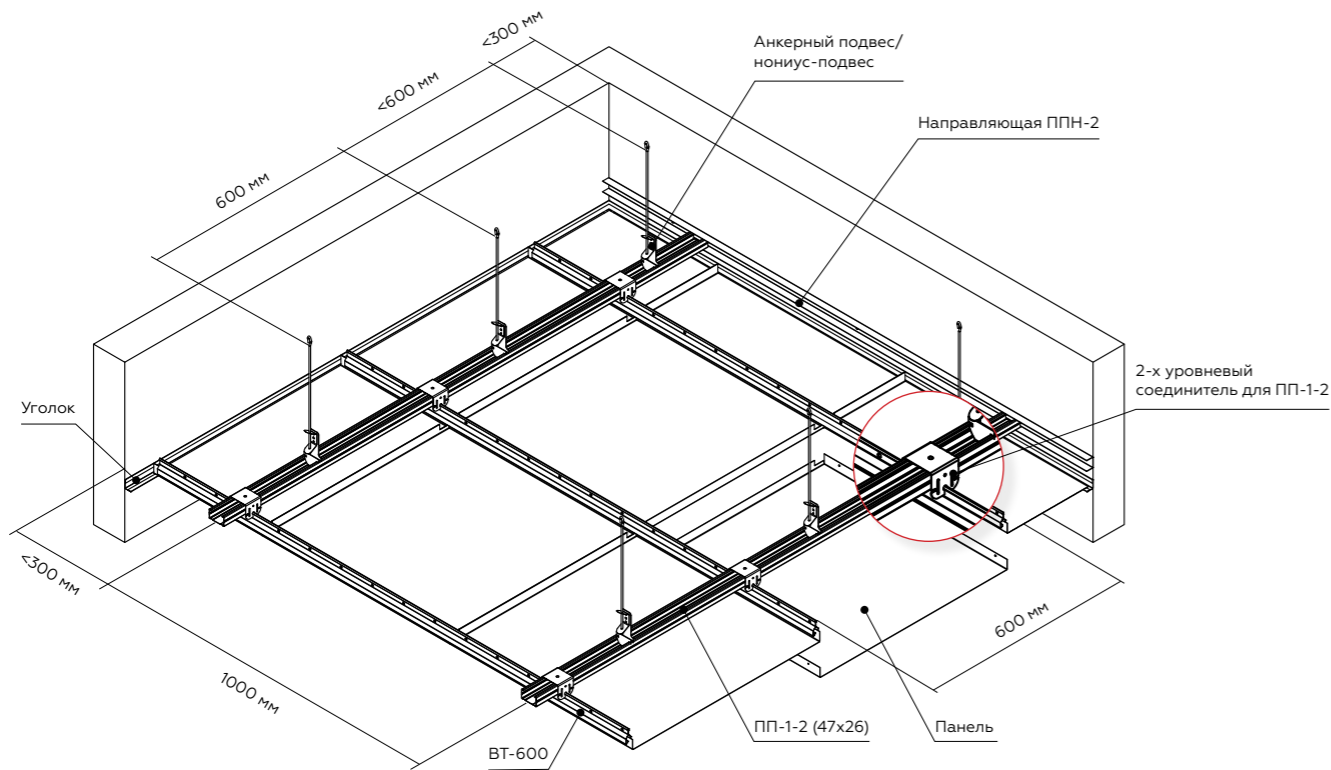 <300 мм
<600 мм
600 мм
Анкерный подвес/
нониус-подвес
Направляющая ППН-2
2-х уровневый
соединитель для ПП-1-2
Уголок
<300 мм
1000 мм
600 мм
ВТ-600
ПП-1-2 (47х26)
Панель